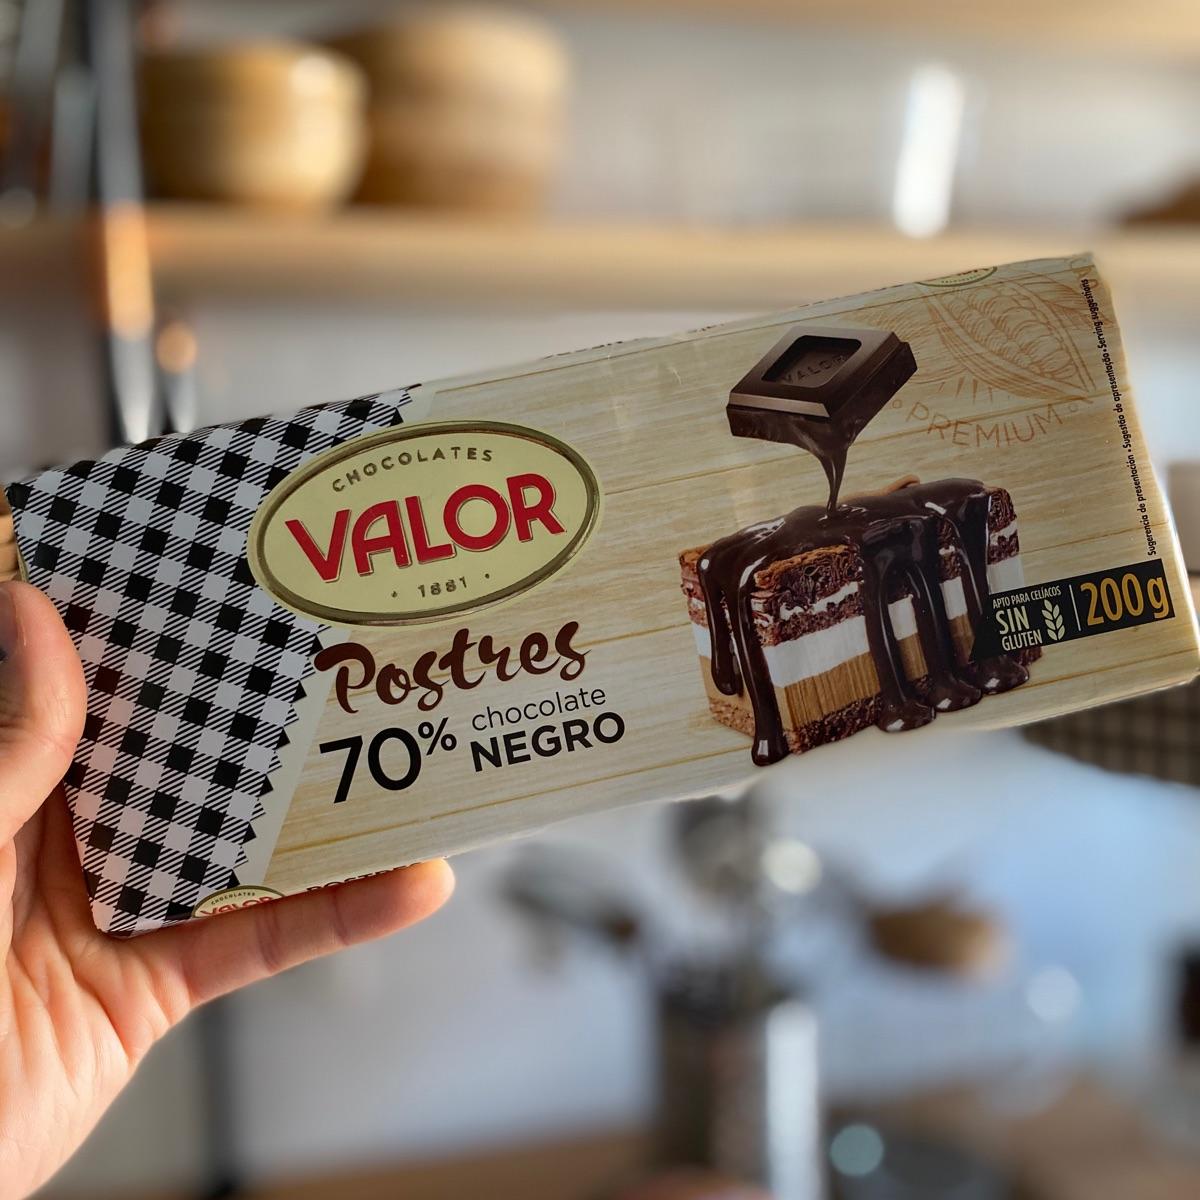 CHOCOLATES
VALOR
• 1881 •
Postres
70% chocolate
NEGRO
VALOR
PREMIUM
Sugerencia de presentación • Sugestão de apresentação • Serving suggestions
APTO PARA CELÍACOS
SIN
GLUTEN
200g
CHOCOLATES
VALOR